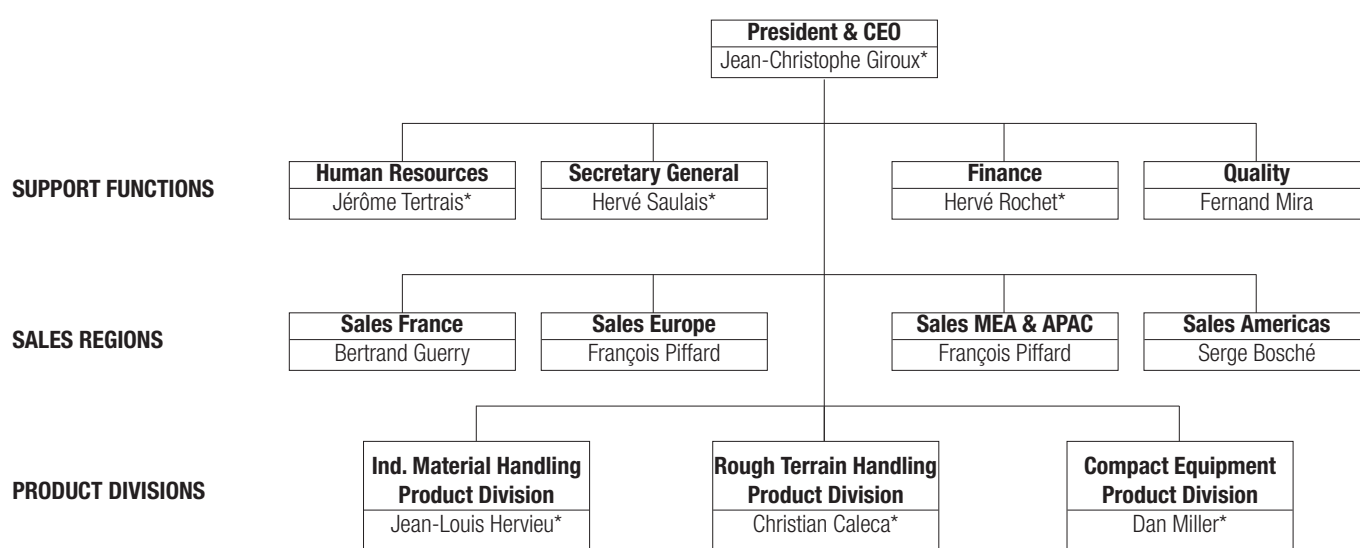 President & CEO
Jean-Christophe Giroux*
SUPPORT FUNCTIONS
Human Resources
Jérôme Tertrais*
Secretary General
Hervé Saulais*
Finance
Hervé Rochet*
Quality
Fernand Mira
SALES REGIONS
Sales France
Bertrand Guerry
Sales Europe
François Piffard
Sales MEA & APAC
François Piffard
Sales Americas
Serge Bosché
PRODUCT DIVISIONS
Ind. Material Handling
Product Division
Jean-Louis Hervieu*
Rough Terrain Handling
Product Division
Christian Caleca*
Compact Equipment
Product Division
Dan Miller*